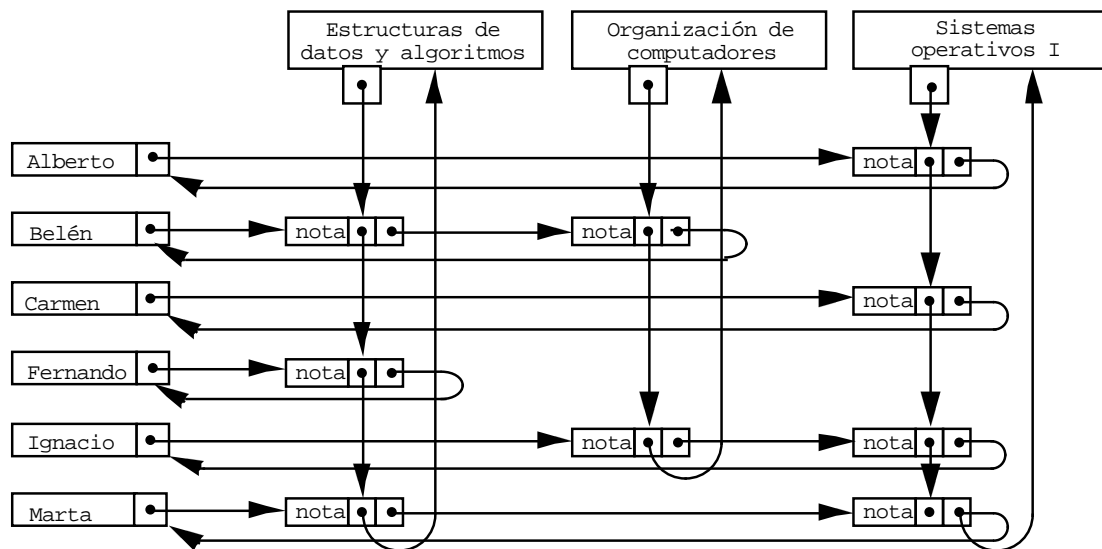 Estructuras de
datos y algoritmos
Organización de
computadores
Sistemas
operativos I
Alberto
nota
Belén
nota
nota
Carmen
nota
Fernando
nota
Ignacio
nota
nota
Marta
nota
nota